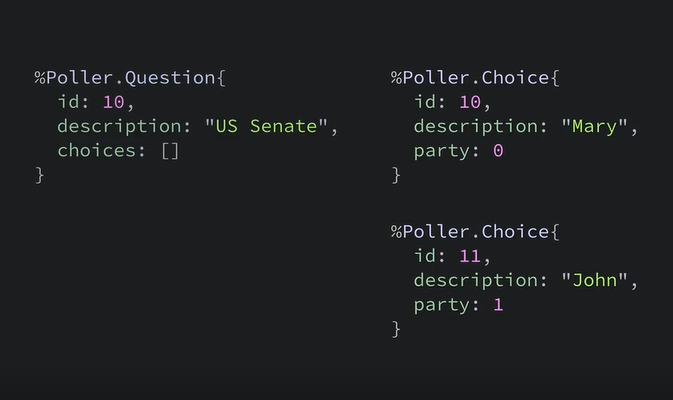 %Poller.Question{
  id: 10,
  description: "US Senate",
  choices: []
}
%Poller.Choice{
  id: 10,
  description: "Mary",
  party: 0
}
%Poller.Choice{
  id: 11,
  description: "John",
  party: 1
}